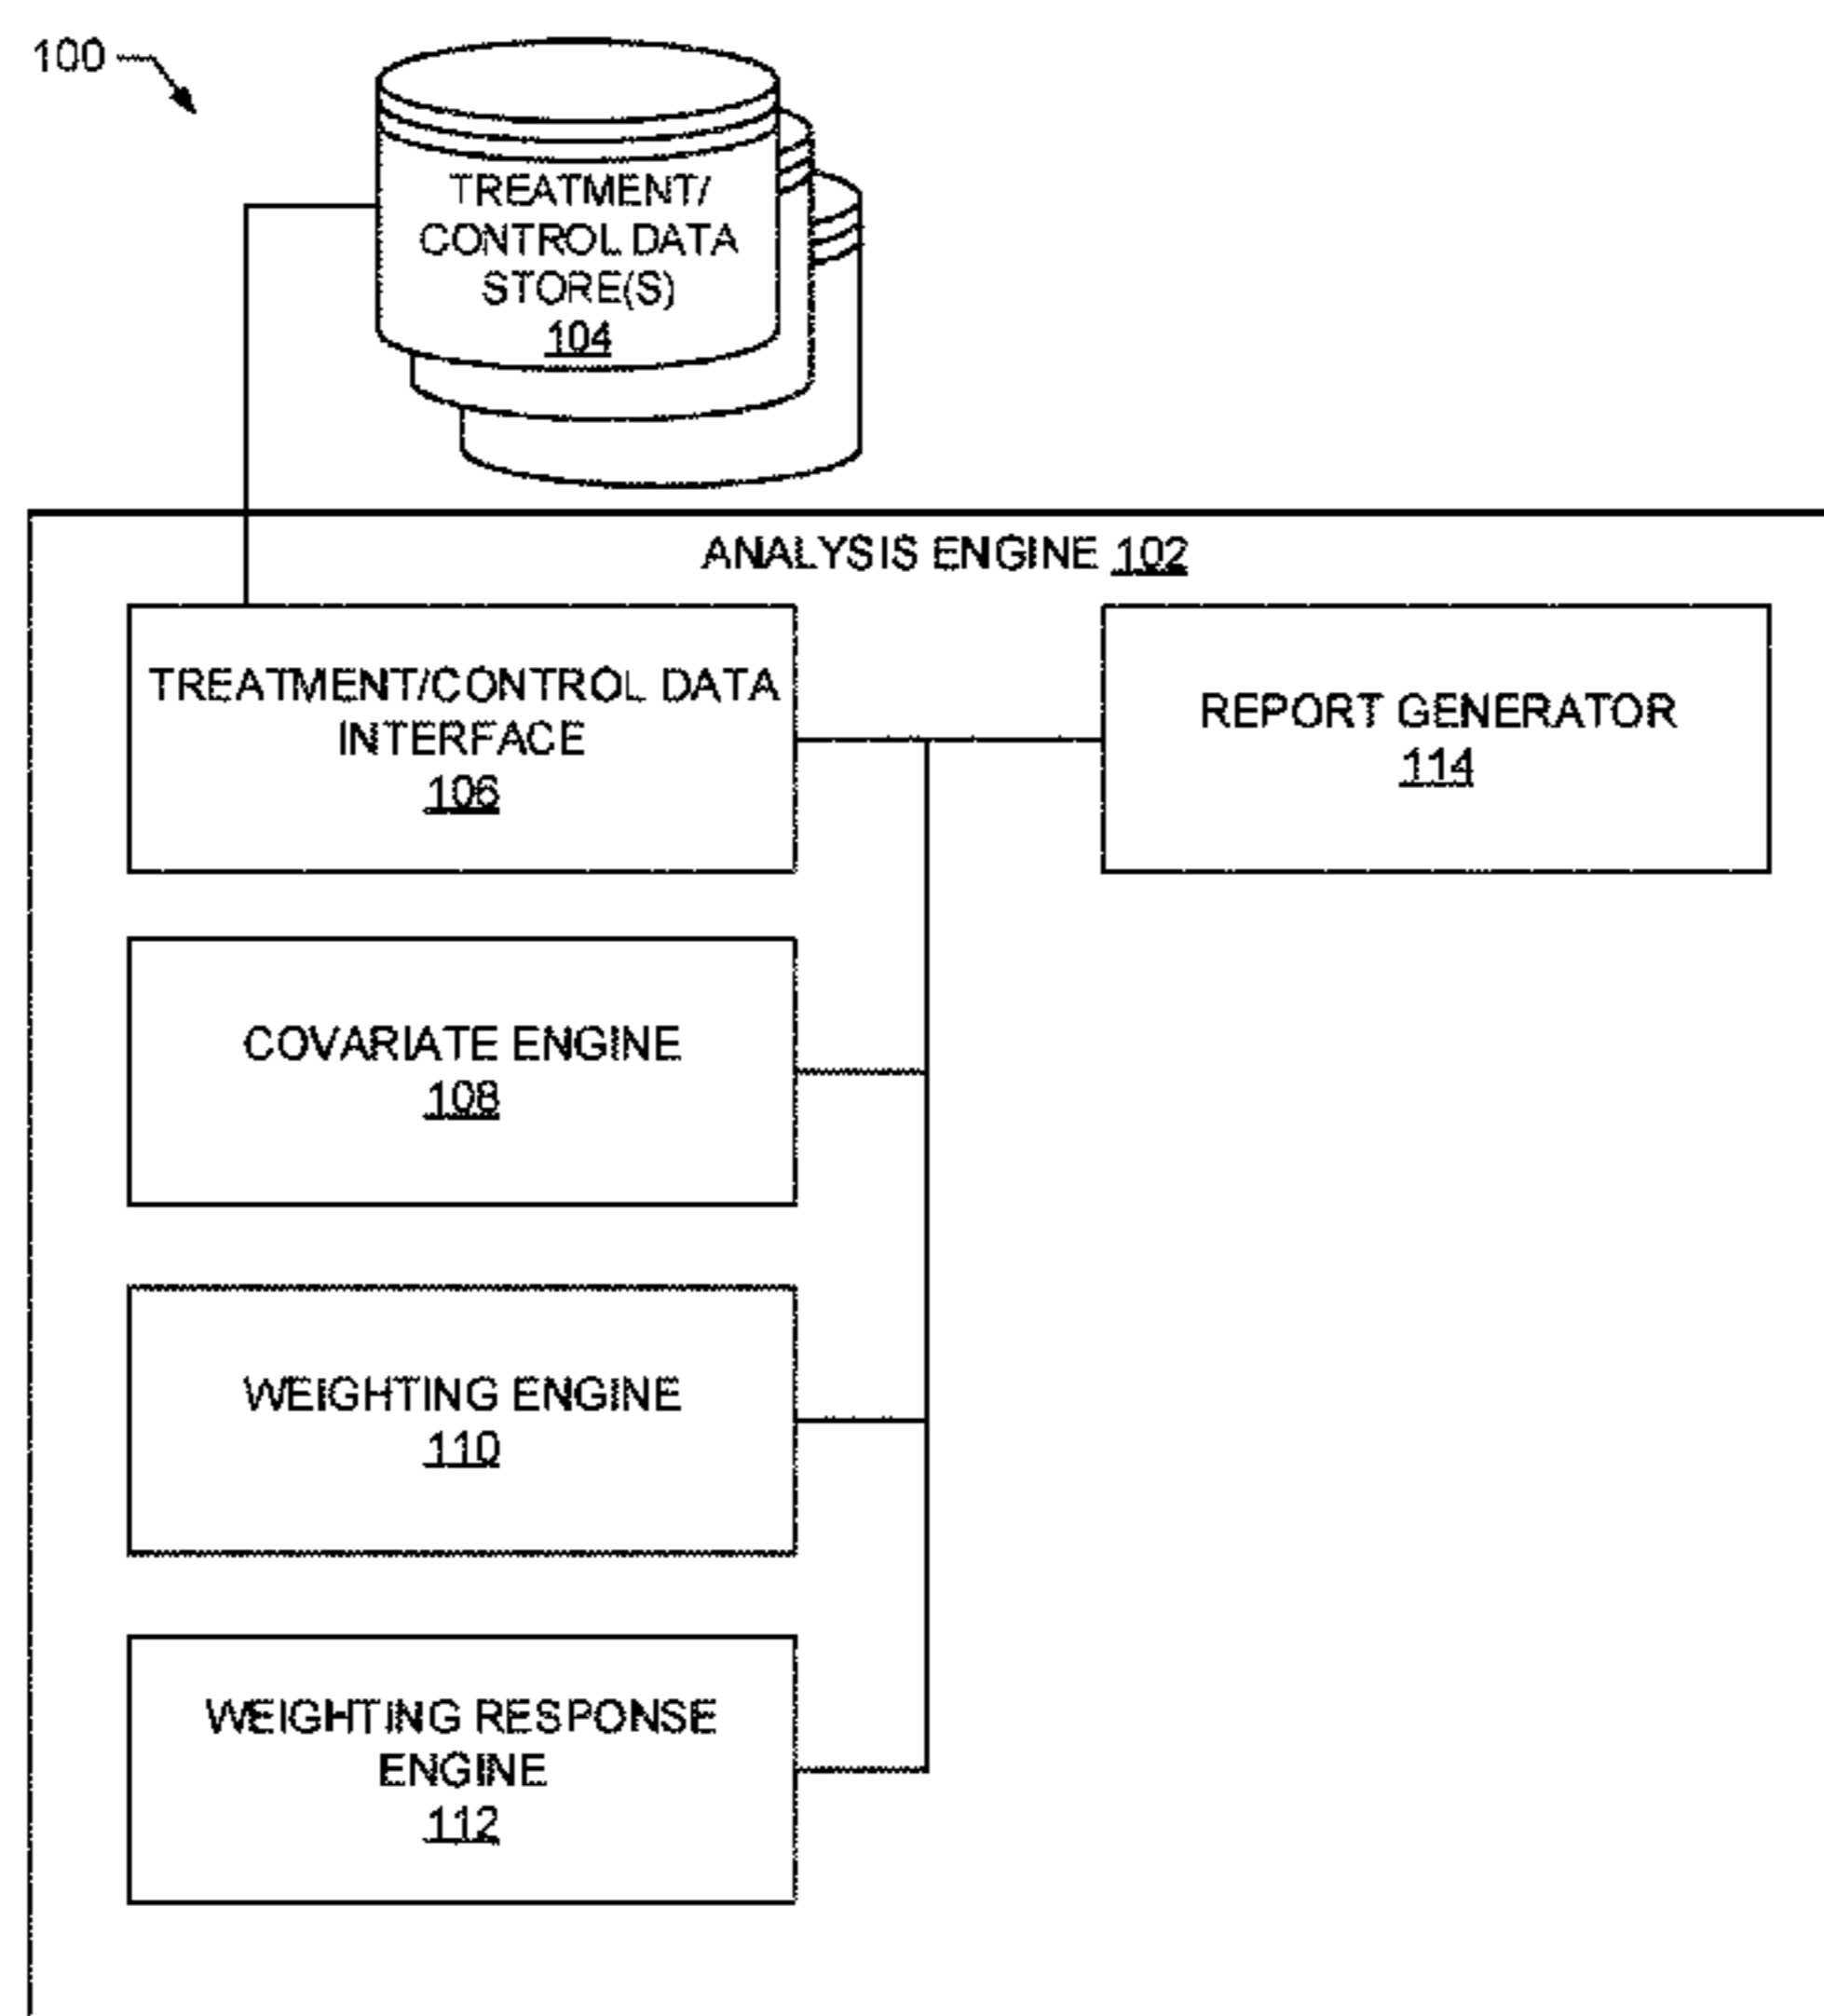 100
TREATMENT/
CONTROL DATA
STORE(S)
104
ANALYSIS ENGINE 102
TREATMENT/CONTROL DATA
INTERFACE
106
REPORT GENERATOR
114
COVARIATE ENGINE
108
WEIGHTING ENGINE
110
WEIGHTING RESPONSE
ENGINE
112